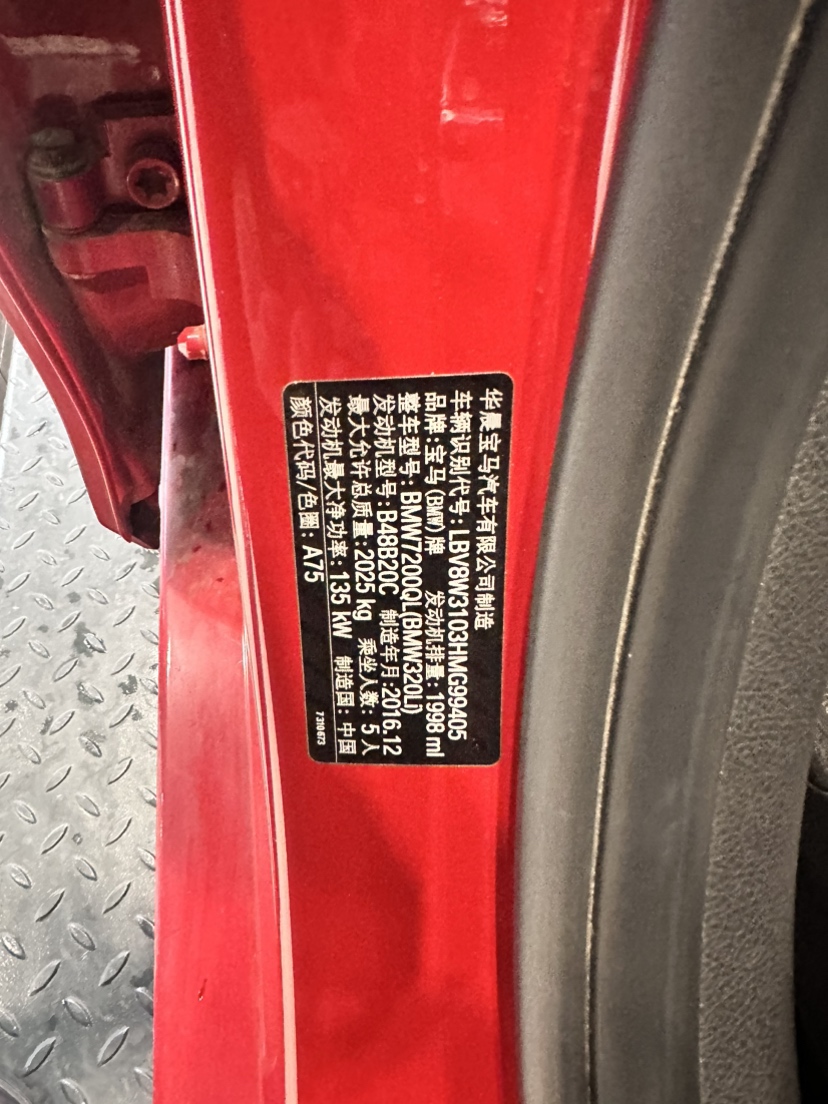 华晨宝马汽车有限公司制造
车辆识别代号: LBV8W3103HMG99405
品牌: 宝马(BMW)牌 发动机排量: 1998 ml
整车型号: BMW7200QL(BMW320Li)
发动机型号: B48B20C 制造年月: 2016.12
最大允许总质量: 2025 kg 乘坐人数: 5 人
发动机最大净功率: 135 kW 制造国: 中国
颜色代码/色圈: A75
7 310 673